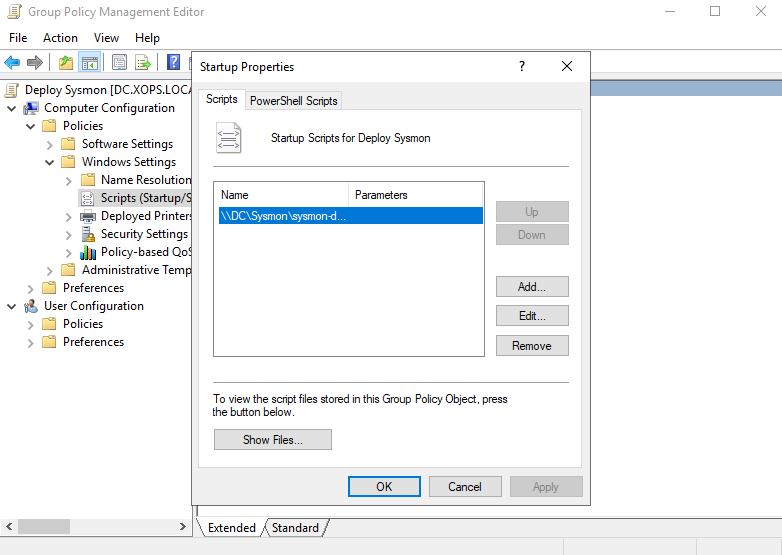 Group Policy Management Editor
File Action View Help
?
Deploy Sysmon [DC.XOPS.LOCA
Computer Configuration
Policies
Software Settings
Windows Settings
Name Resolution
Scripts (Startup/S
Deployed Printers
Security Settings
Policy-based QoS
Administrative Temp
Preferences
User Configuration
Policies
Preferences
Startup Properties
?
Scripts PowerShell Scripts
Startup Scripts for Deploy Sysmon
Name Parameters
\\DC\Sysmon\sysmon-d...
Up
Down
Add...
Edit...
Remove
To view the script files stored in this Group Policy Object, press
the button below.
Show Files...
OK Cancel Apply
Extended Standard